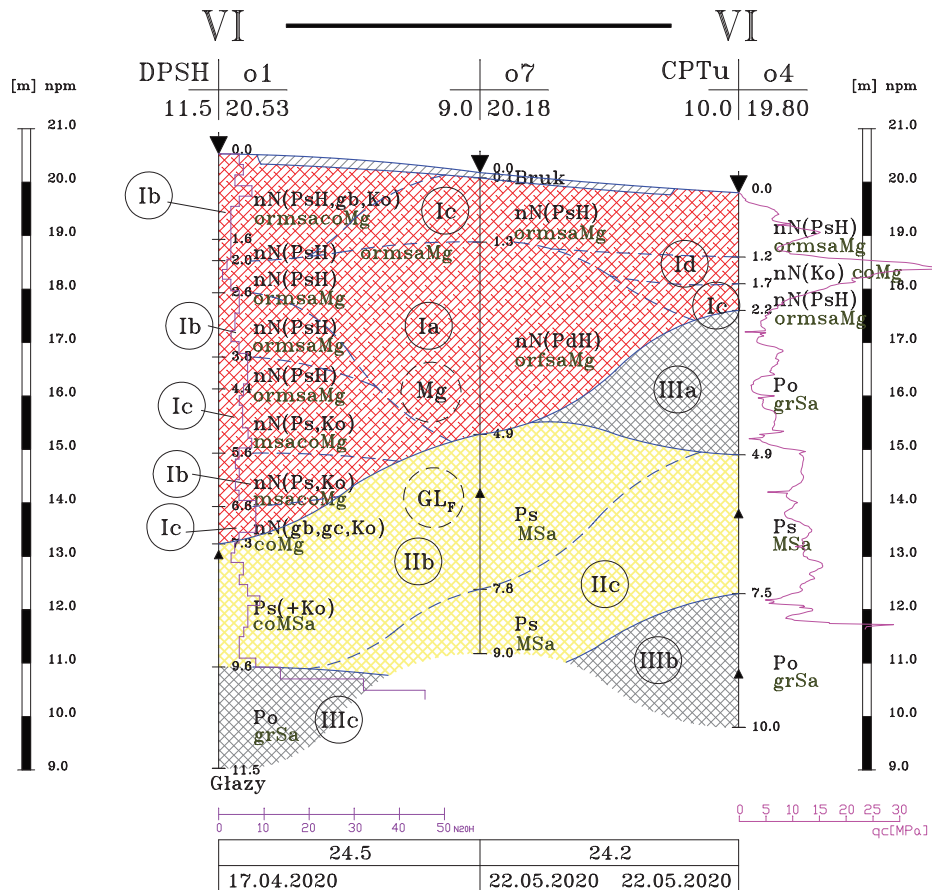 VI VI
DPSH o1 o7 CPTu o4
11.5 20.53 9.0 20.18 10.0 19.80
[m] npm [m] npm
21.0 21.0
20.0 20.0
19.0 19.0
18.0 18.0
17.0 17.0
16.0 16.0
15.0 15.0
14.0 14.0
13.0 13.0
12.0 12.0
11.0 11.0
10.0 10.0
9.0 9.0
0.0
1.6
2.0
2.6
3.8
4.4
5.6
6.6
7.3
9.6
11.5
Głazy
Ib
Ib
Ic
Ib
Ic
nN(PsH,gb,Ko)
ormsacoMg
nN(PsH) ormsaMg
nN(PsH)
ormsaMg
nN(PsH)
ormsaMg
nN(PsH)
ormsaMg
nN(Ps,Ko)
msacoMg
nN(Ps,Ko)
msacoMg
nN(gb,gc,Ko)
coMg
Ps(+Ko)
coMSa
Po
grSa
IIIc
Ic
Ia
Mg
GLF
IIb
0.0
0.1 Bruk
1.3
4.9
7.8
9.0
nN(PsH)
ormsaMg
nN(PdH)
orfsaMg
Ps
MSa
Ps
MSa
Id
Ic
IIIa
IIc
IIIb
0.0
1.2
1.7
2.2
4.9
7.5
10.0
nN(PsH)
ormsaMg
nN(Ko) coMg
nN(PsH)
ormsaMg
Po
grSa
Ps
MSa
Po
grSa
0 10 20 30 40 50 N20H
0 5 10 15 20 25 30
qc[MPa]
24.5 24.2
17.04.2020 22.05.2020 22.05.2020